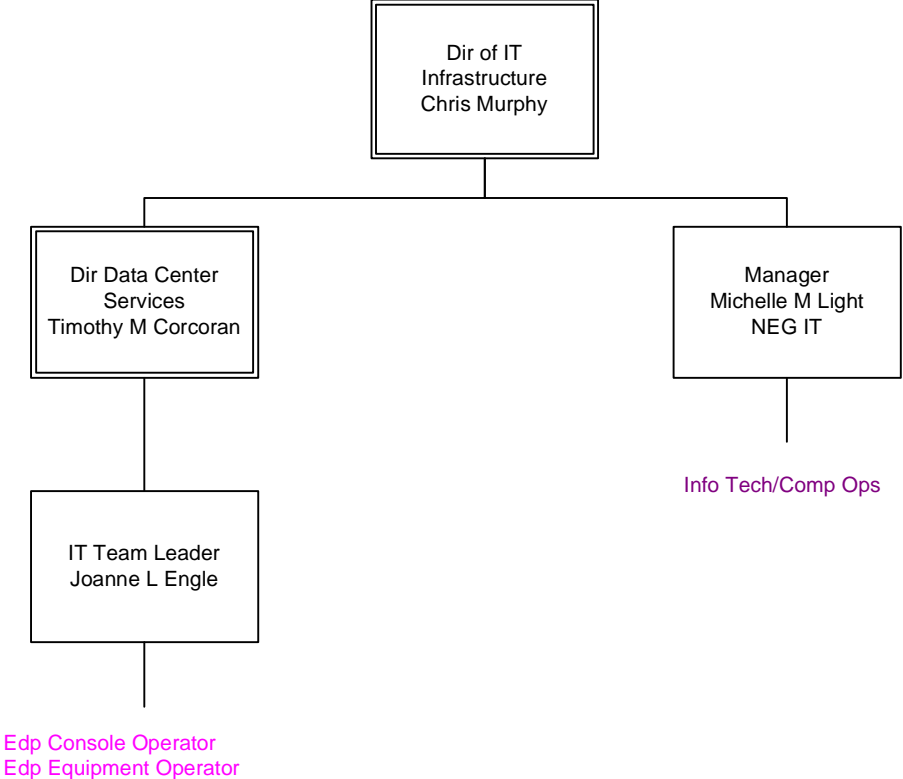 Dir of IT
Infrastructure
Chris Murphy
Dir Data Center
Services
Timothy M Corcoran
Manager
Michelle M Light
NEG IT
Info Tech/Comp Ops
IT Team Leader
Joanne L Engle
Edp Console Operator
Edp Equipment Operator